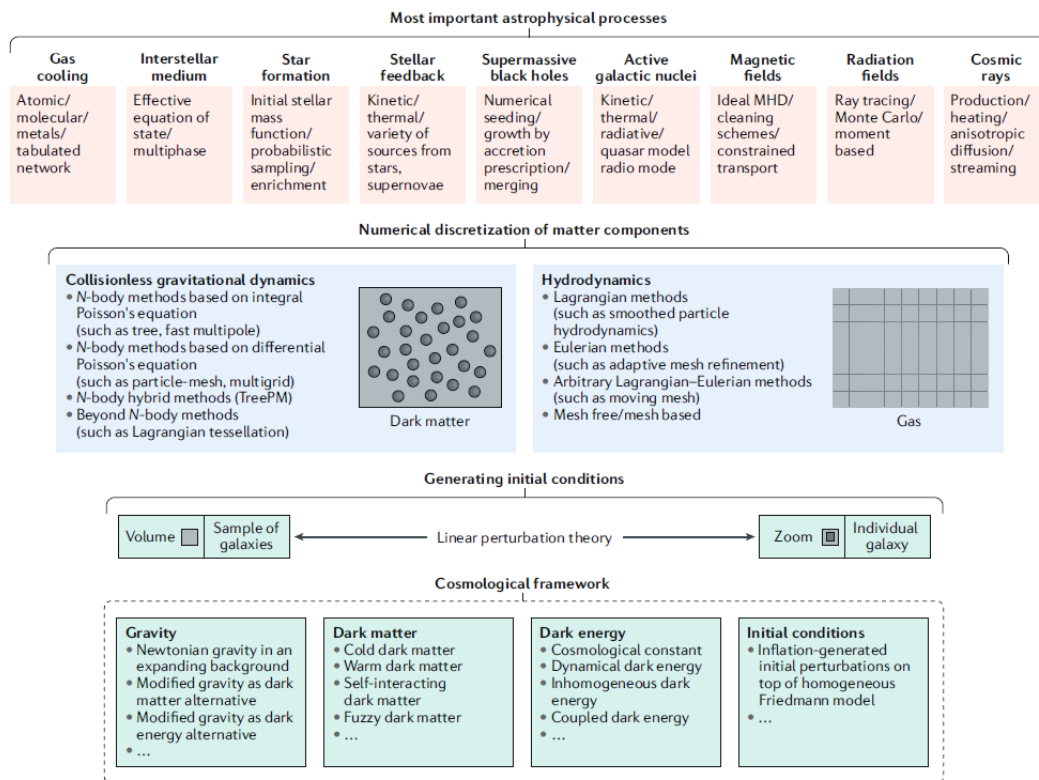 Most important astrophysical processes
Gas
cooling
Atomic/
molecular/
metals/
tabulated
network
Interstellar
medium
Effective
equation of
state/
multiphase
Star
formation
Initial stellar
mass
function/
probabilistic
sampling/
enrichment
Stellar
feedback
Kinetic/
thermal/
variety of
sources from
stars,
supernovae
Supermassive
black holes
Numerical
seeding/
growth by
accretion
prescription/
merging
Active
galactic nuclei
Kinetic/
thermal/
radiative/
quasar model
radio mode
Magnetic
fields
Ideal MHD/
cleaning
schemes/
constrained
transport
Radiation
fields
Ray tracing/
Monte Carlo/
moment
based
Cosmic
rays
Production/
heating/
anisotropic
diffusion/
streaming
Numerical discretization of matter components
Collisionless gravitational dynamics
• N-body methods based on integral
Poisson's equation
(such as tree, fast multipole)
• N-body methods based on differential
Poisson's equation
(such as particle-mesh, multigrid)
• N-body hybrid methods (TreePM)
• Beyond N-body methods
(such as Lagrangian tessellation)
Dark matter
Hydrodynamics
• Lagrangian methods
(such as smoothed particle
hydrodynamics)
• Eulerian methods
(such as adaptive mesh refinement)
• Arbitrary Lagrangian–Eulerian methods
(such as moving mesh)
• Mesh free/mesh based
Gas
Generating initial conditions
Volume
Sample of
galaxies
Linear perturbation theory
Zoom
Individual
galaxy
Cosmological framework
Gravity
• Newtonian gravity in an
expanding background
• Modified gravity as dark
matter alternative
• Modified gravity as dark
energy alternative
• ...
Dark matter
• Cold dark matter
• Warm dark matter
• Self-interacting
dark matter
• Fuzzy dark matter
• ...
Dark energy
• Cosmological constant
• Dynamical dark energy
• Inhomogeneous dark
energy
• Coupled dark energy
• ...
Initial conditions
• Inflation-generated
initial perturbations on
top of homogeneous
Friedmann model
• ...